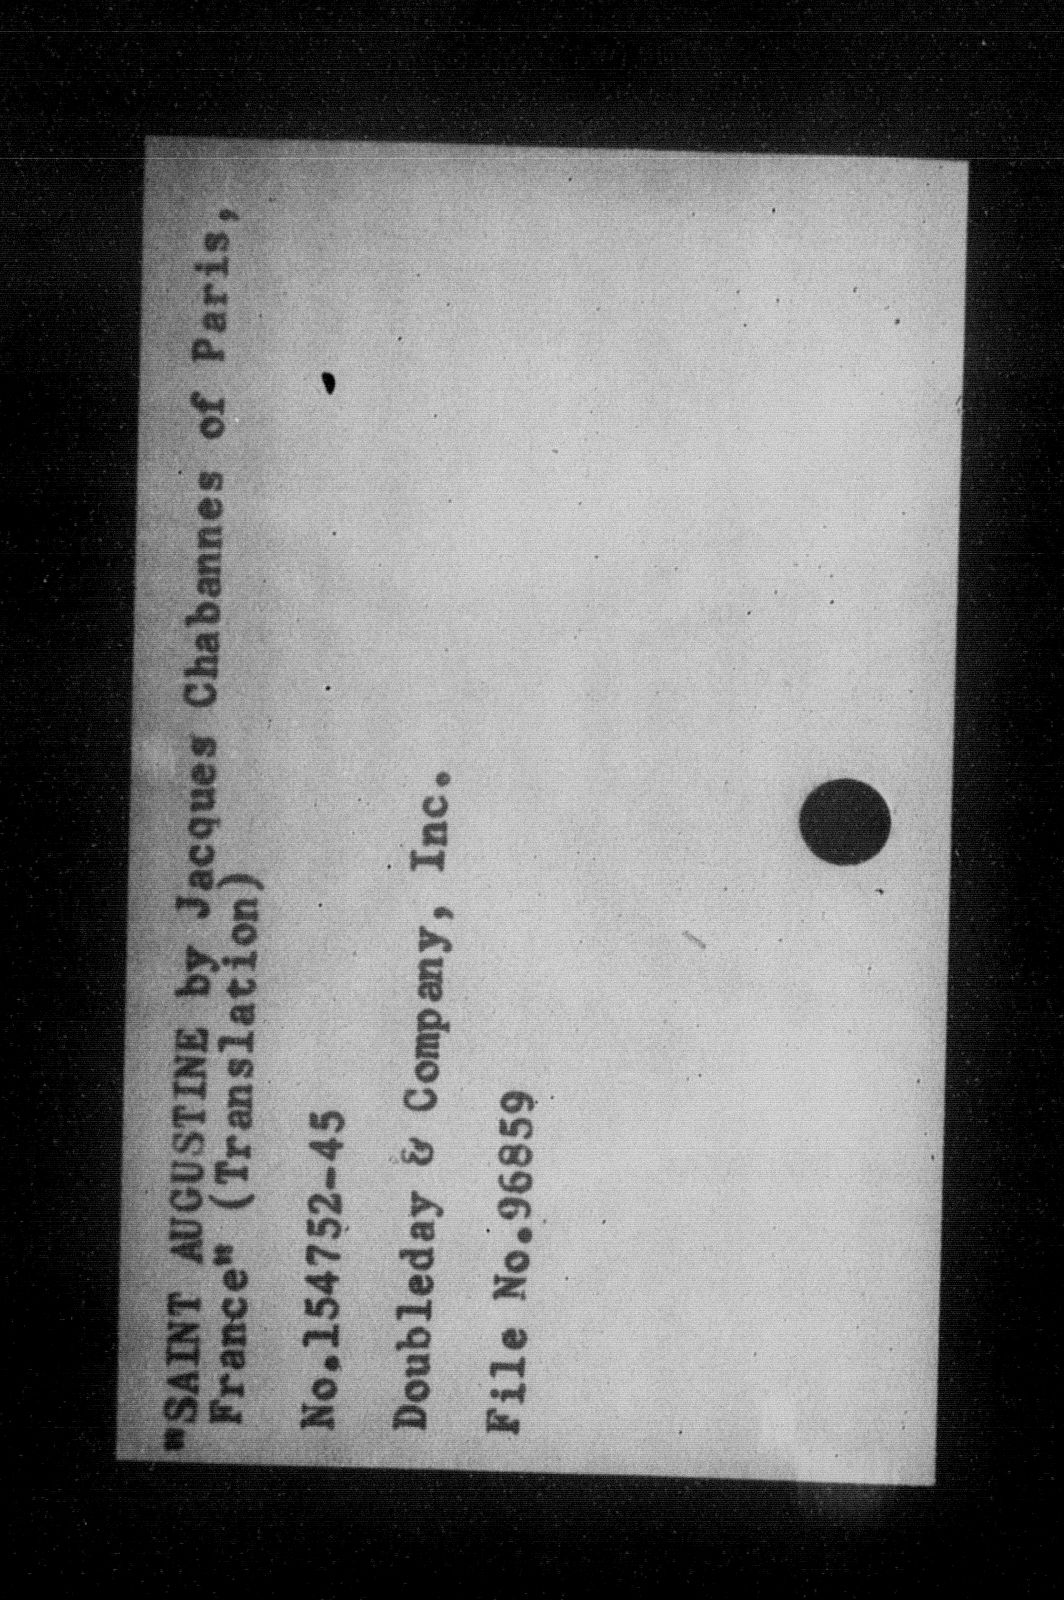 "SAINT AUGUSTINE by Jacques Chabannes of Paris,
France" (Translation)
No.154752-45
Doubleday & Company, Inc.
File No.96859